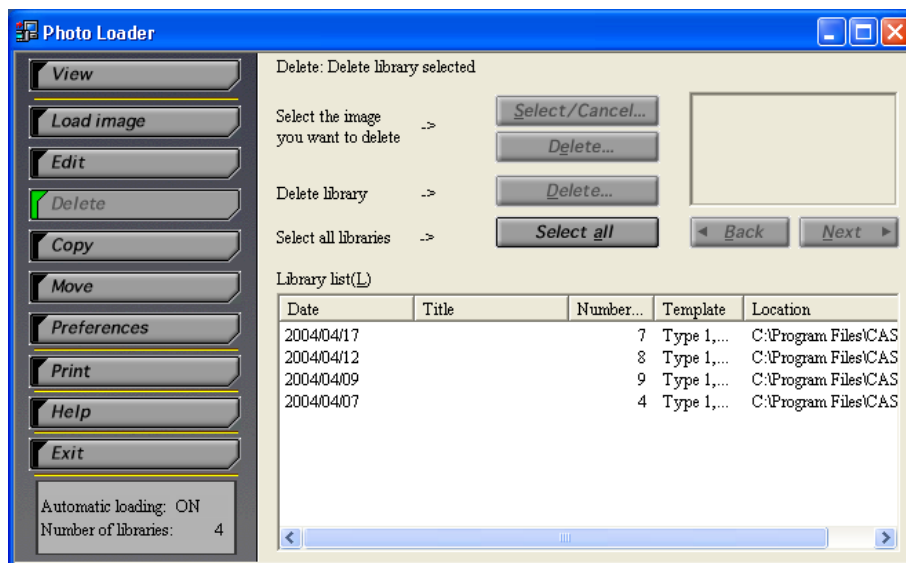 Photo Loader
View
Load image
Edit
Delete
Copy
Move
Preferences
Print
Help
Exit
Automatic loading: ON
Number of libraries: 4
Delete: Delete library selected
Select the image
you want to delete
->
Select/Cancel...
Delete...
Delete library -> Delete...
Select all libraries -> Select all
Back Next
Library list(L)
Date Title Number... Template Location
2004/04/17 7 Type 1,... C:\Program Files\CAS
2004/04/12 8 Type 1,... C:\Program Files\CAS
2004/04/09 9 Type 1,... C:\Program Files\CAS
2004/04/07 4 Type 1,... C:\Program Files\CAS